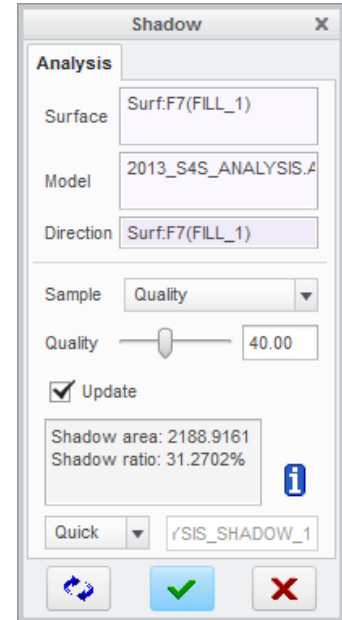 Shadow X
Analysis
Surface Surf:F7(FILL_1)
Model 2013_S4S_ANALYSIS.A
Direction Surf:F7(FILL_1)
Sample Quality
Quality 40.00
Update
Shadow area: 2188.9161
Shadow ratio: 31.2702%
Quick YSIS_SHADOW_1